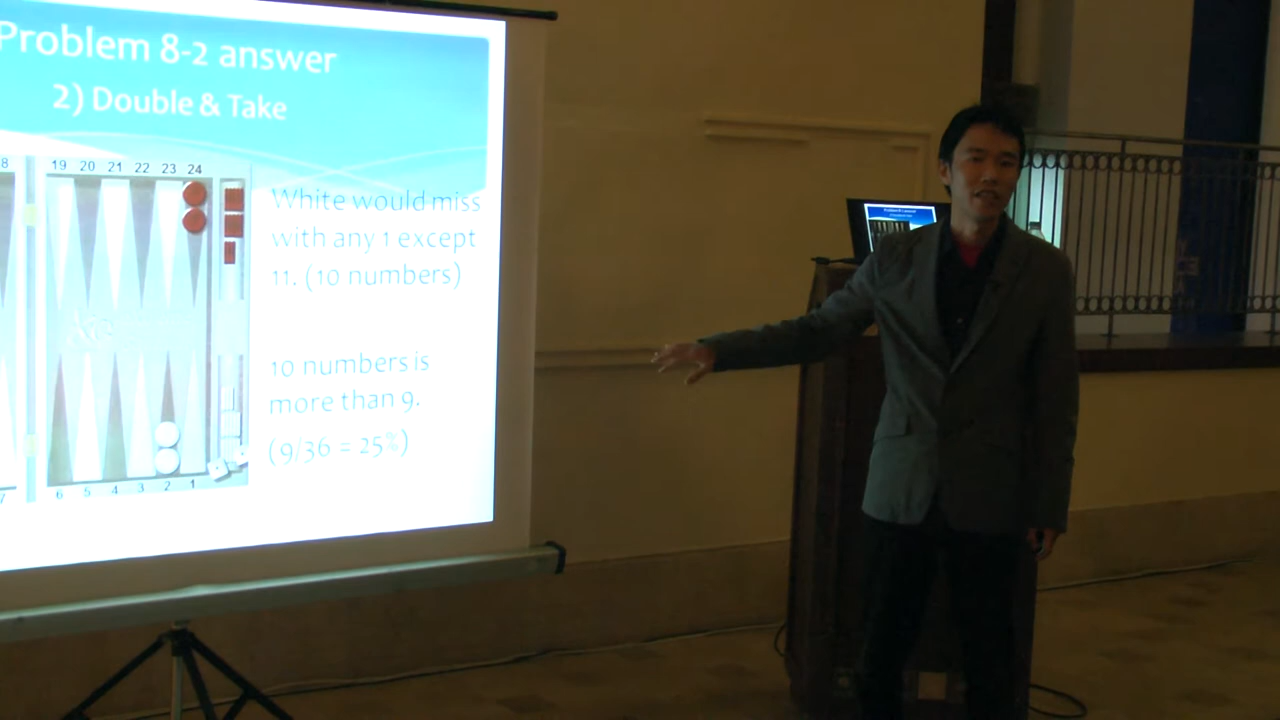 Problem 8-2 answer
2) Double & Take
8 19 20 21 22 23 24
White would miss
with any 1 except
11. (10 numbers)
10 numbers is
more than 9.
(9/36 = 25%)
7 6 5 4 3 2 1